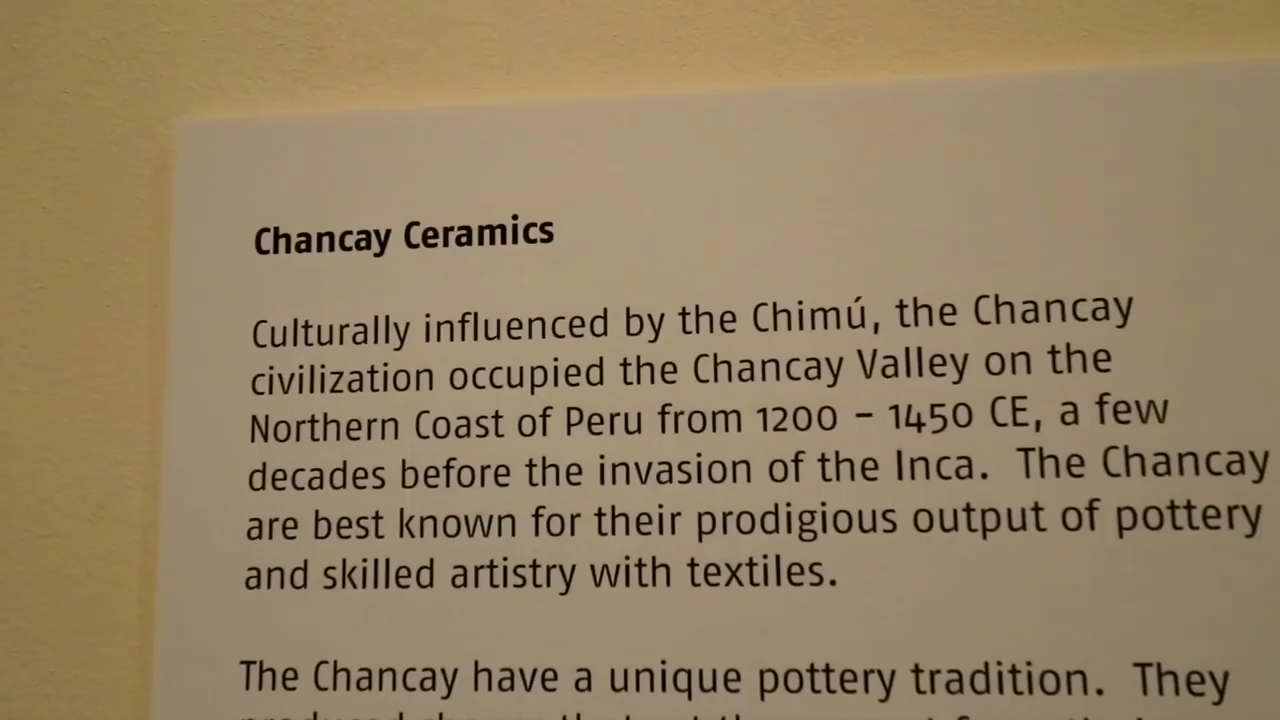 Chancay Ceramics
Culturally influenced by the Chimú, the Chancay
civilization occupied the Chancay Valley on the
Northern Coast of Peru from 1200 – 1450 CE, a few
decades before the invasion of the Inca. The Chancay
are best known for their prodigious output of pottery
and skilled artistry with textiles.
The Chancay have a unique pottery tradition. They